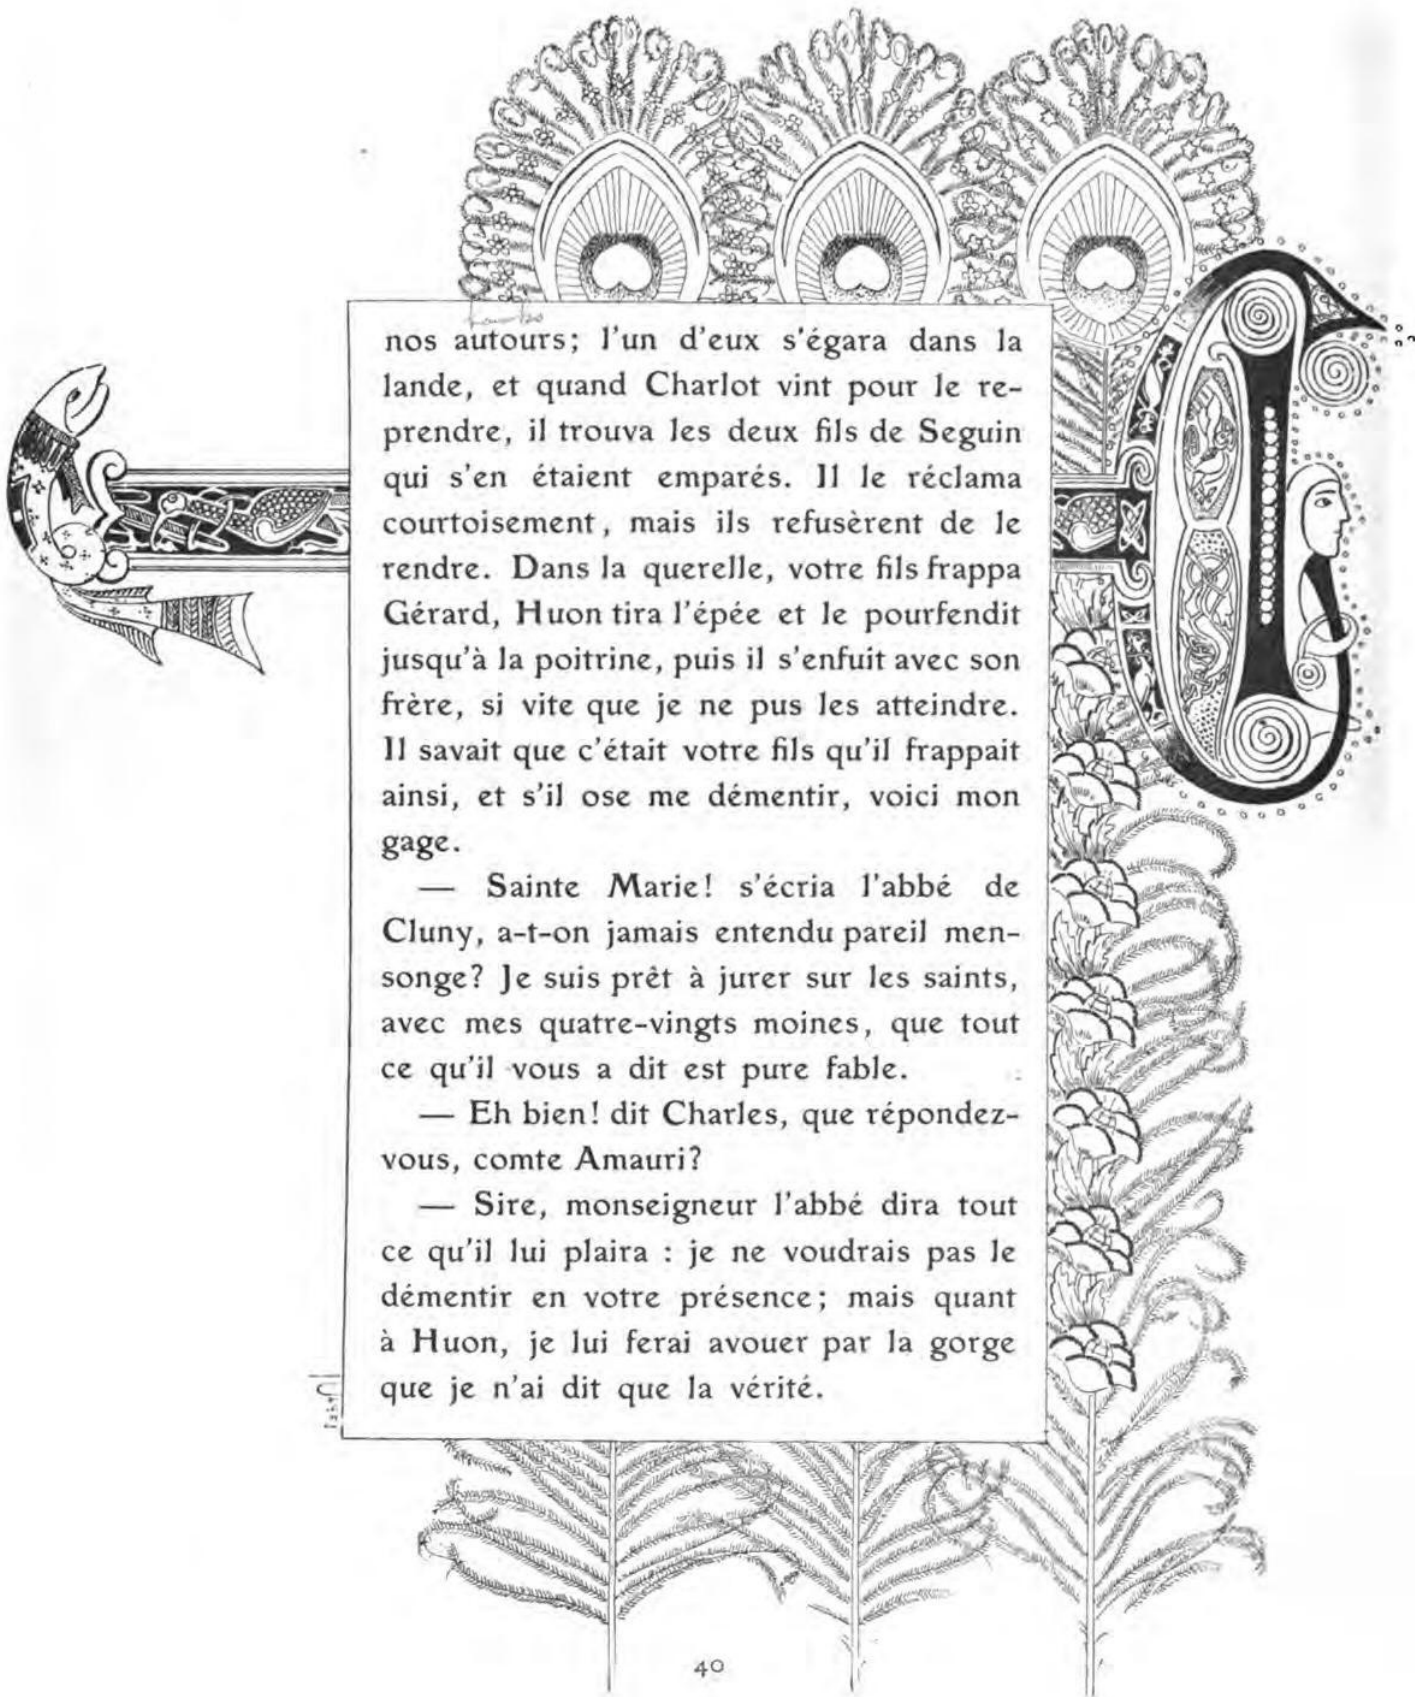 nos autours; l'un d'eux s'égara dans la
lande, et quand Charlot vint pour le re-
prendre, il trouva les deux fils de Seguin
qui s'en étaient emparés. Il le réclama
courtoisement, mais ils refusèrent de le
rendre. Dans la querelle, votre fils frappa
Gérard, Huon tira l'épée et le pourfendit
jusqu'à la poitrine, puis il s'enfuit avec son
frère, si vite que je ne pus les atteindre.
Il savait que c'était votre fils qu'il frappait
ainsi, et s'il ose me démentir, voici mon
gage.
— Sainte Marie! s'écria l'abbé de
Cluny, a-t-on jamais entendu pareil men-
songe? Je suis prêt à jurer sur les saints,
avec mes quatre-vingts moines, que tout
ce qu'il vous a dit est pure fable.
— Eh bien! dit Charles, que répondez-
vous, comte Amauri?
— Sire, monseigneur l'abbé dira tout
ce qu'il lui plaira : je ne voudrais pas le
démentir en votre présence; mais quant
à Huon, je lui ferai avouer par la gorge
que je n'ai dit que la vérité.
40